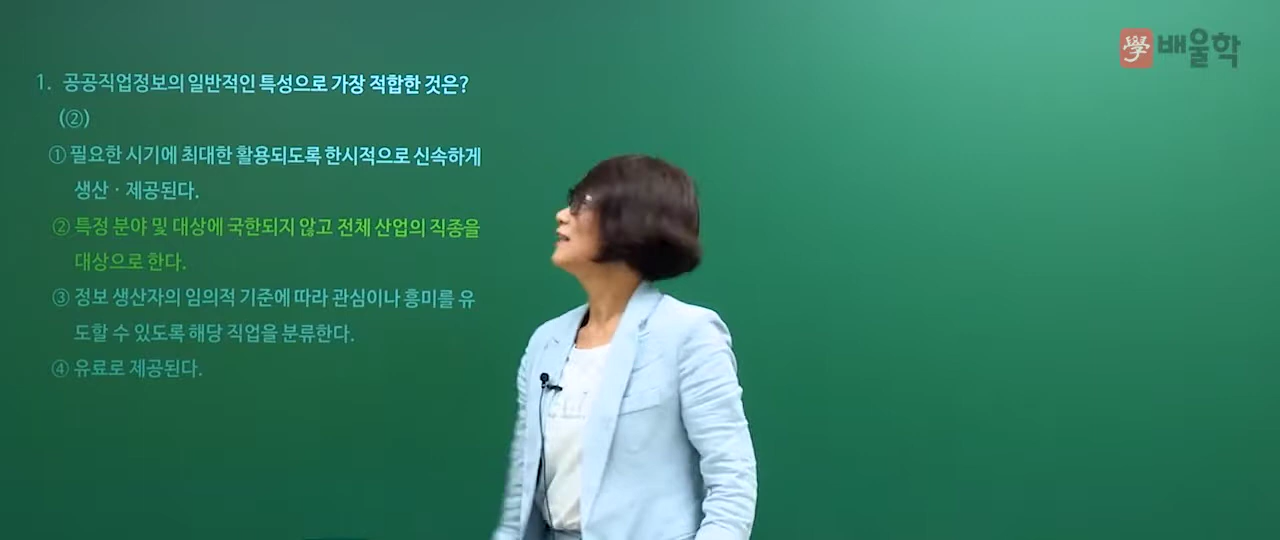 學 배울학
1. 공공직업정보의 일반적인 특성으로 가장 적합한 것은?
(②)
① 필요한 시기에 최대한 활용되도록 한시적으로 신속하게
생산 · 제공된다.
② 특정 분야 및 대상에 국한되지 않고 전체 산업의 직종을
대상으로 한다.
③ 정보 생산자의 임의적 기준에 따라 관심이나 흥미를 유
도할 수 있도록 해당 직업을 분류한다.
④ 유료로 제공된다.